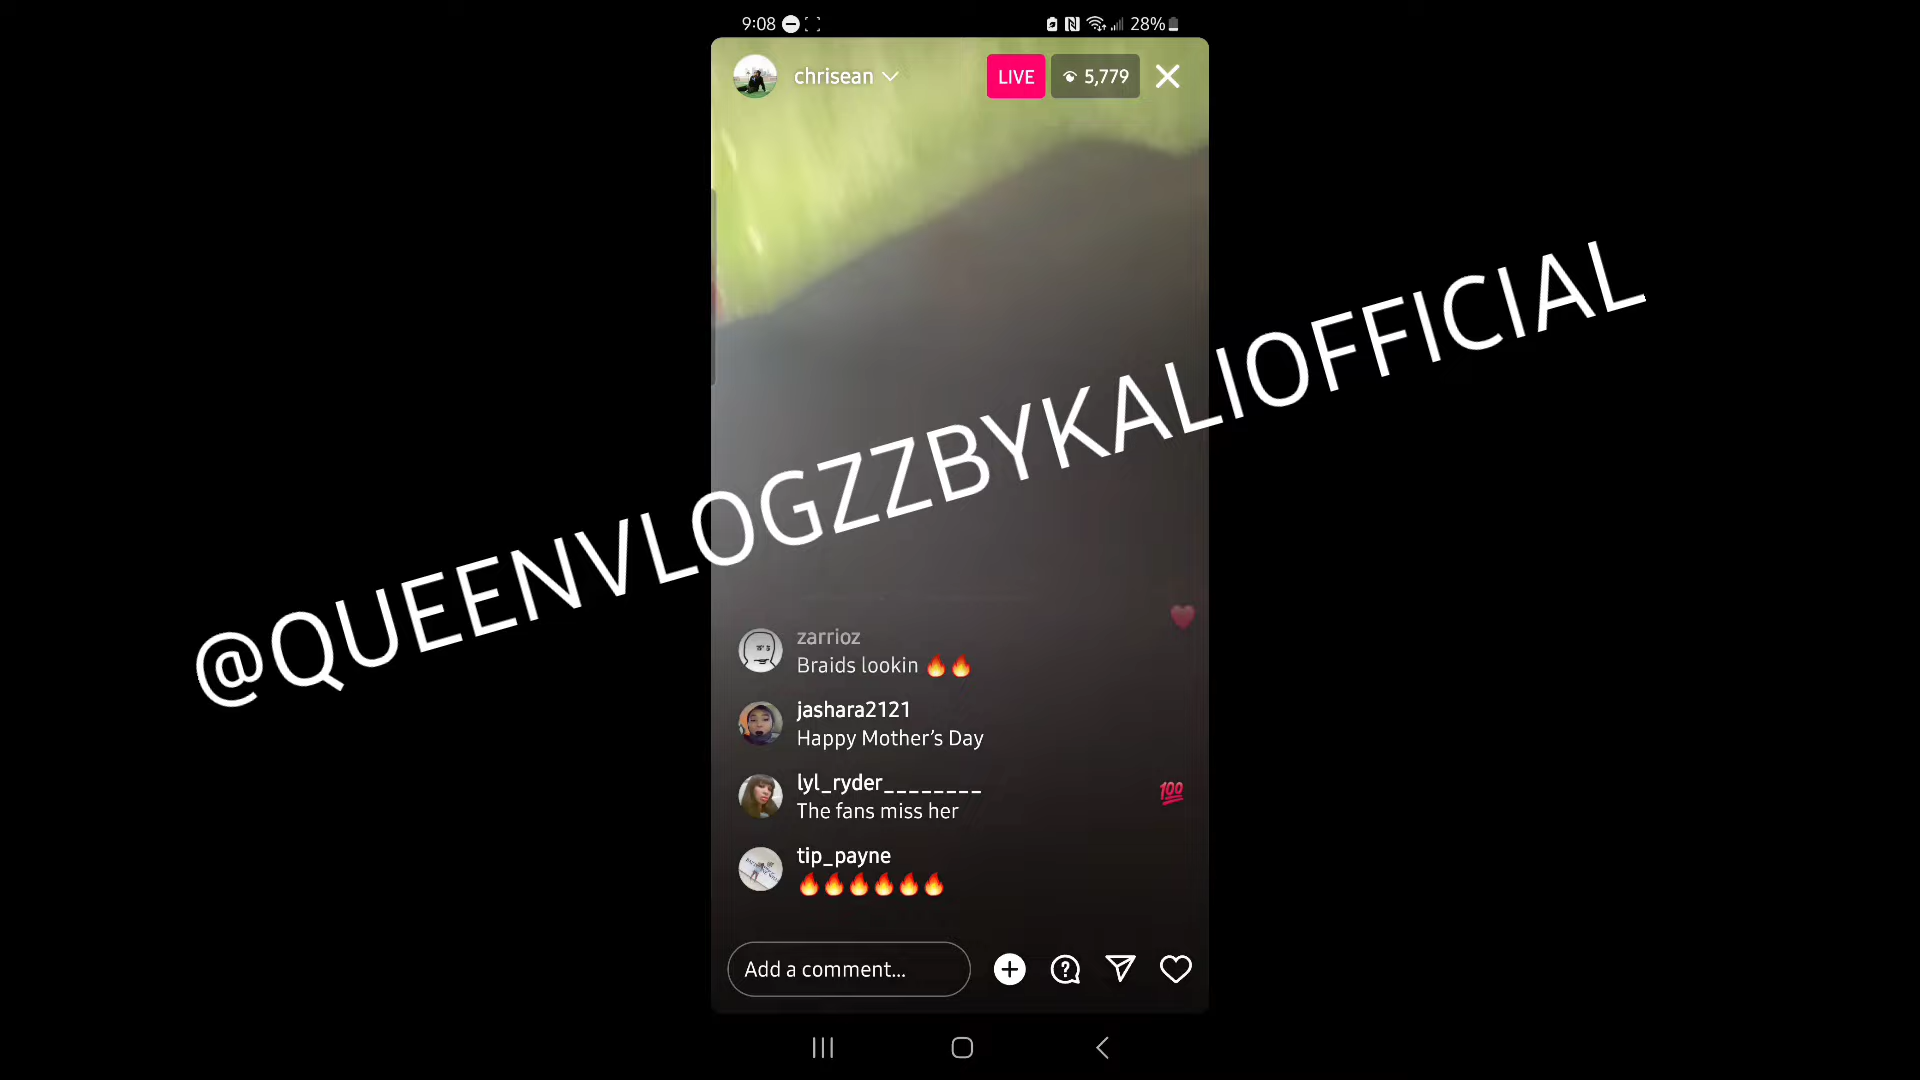 9:08
28%
chrisean
LIVE
5,779
@QUEENVLOGZZBYKALIOFFICIAL
zarrioz
Braids lookin 🔥🔥
jashara2121
Happy Mother's Day
lyl_ryder________
The fans miss her
💯
tip_payne
🔥🔥🔥🔥🔥🔥
Add a comment...